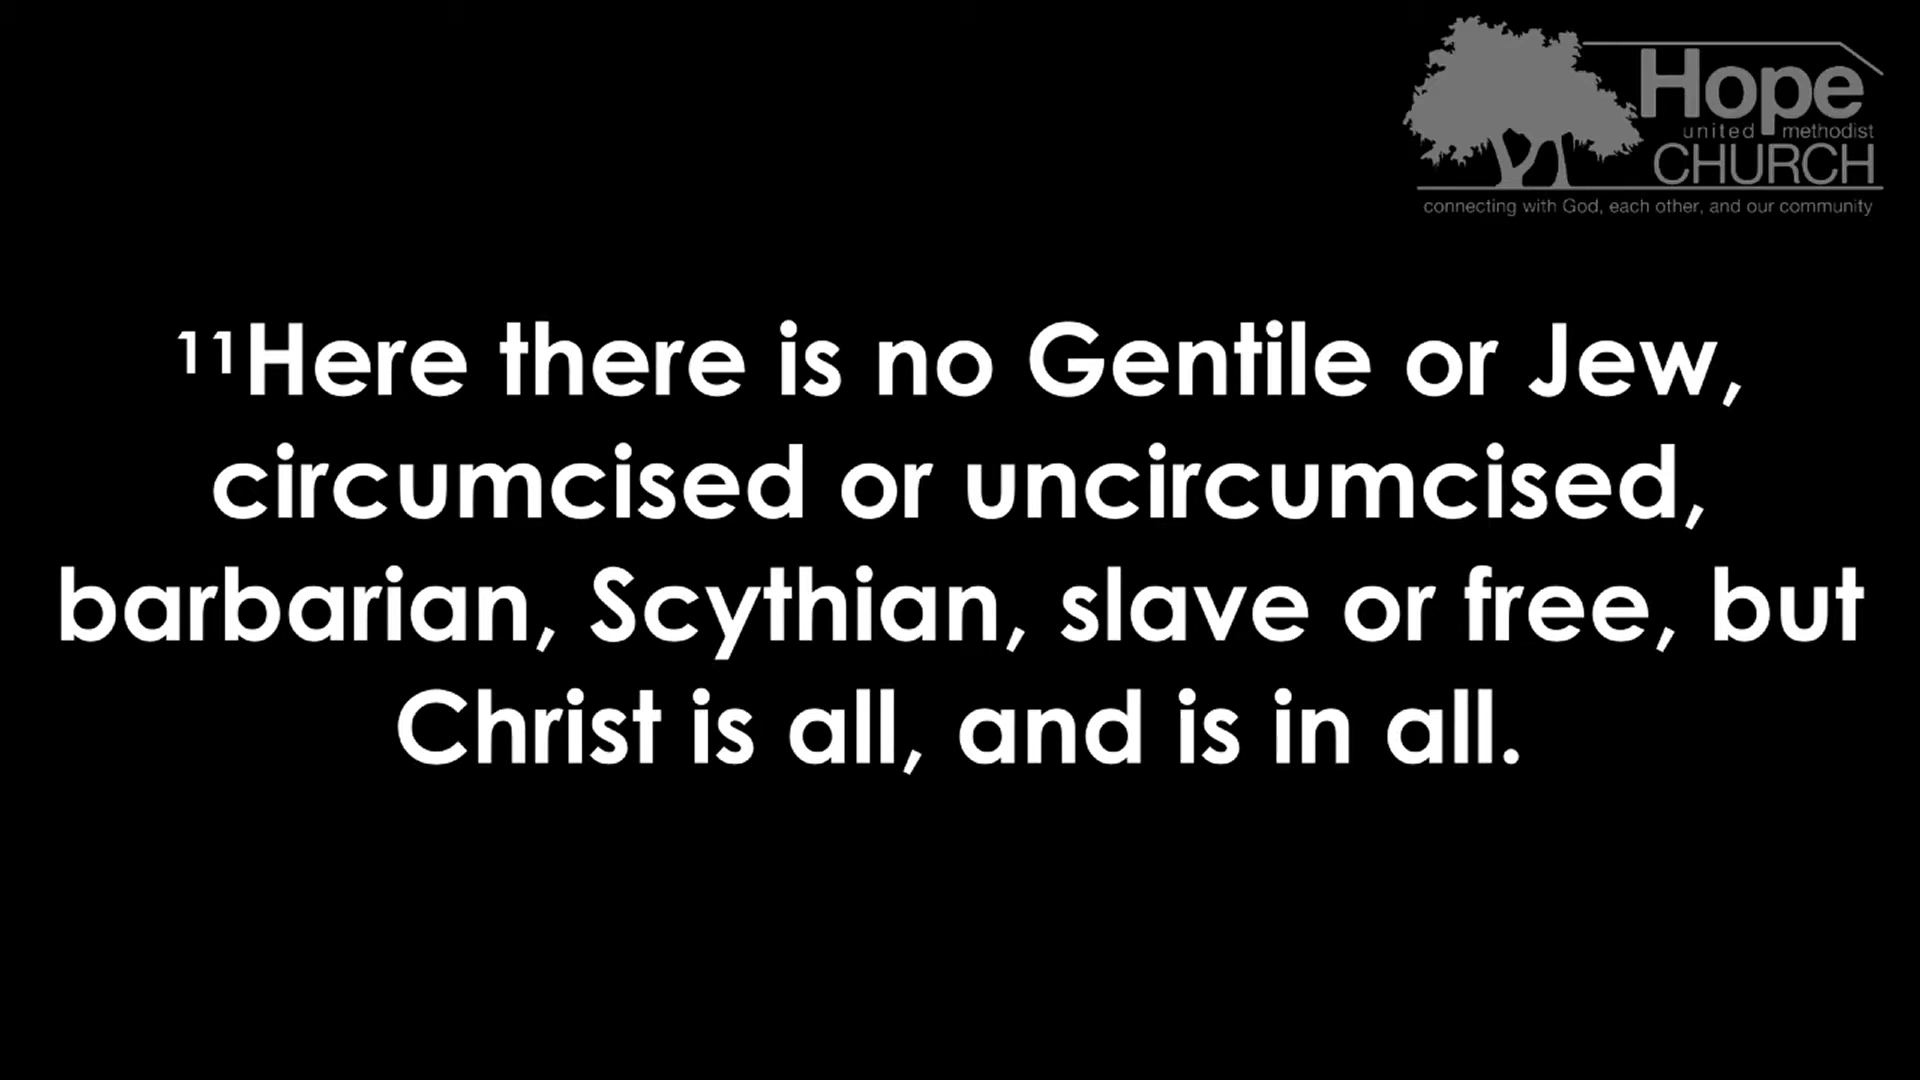 Hope
united methodist
CHURCH
connecting with God, each other, and our community
¹¹Here there is no Gentile or Jew,
circumcised or uncircumcised,
barbarian, Scythian, slave or free, but
Christ is all, and is in all.